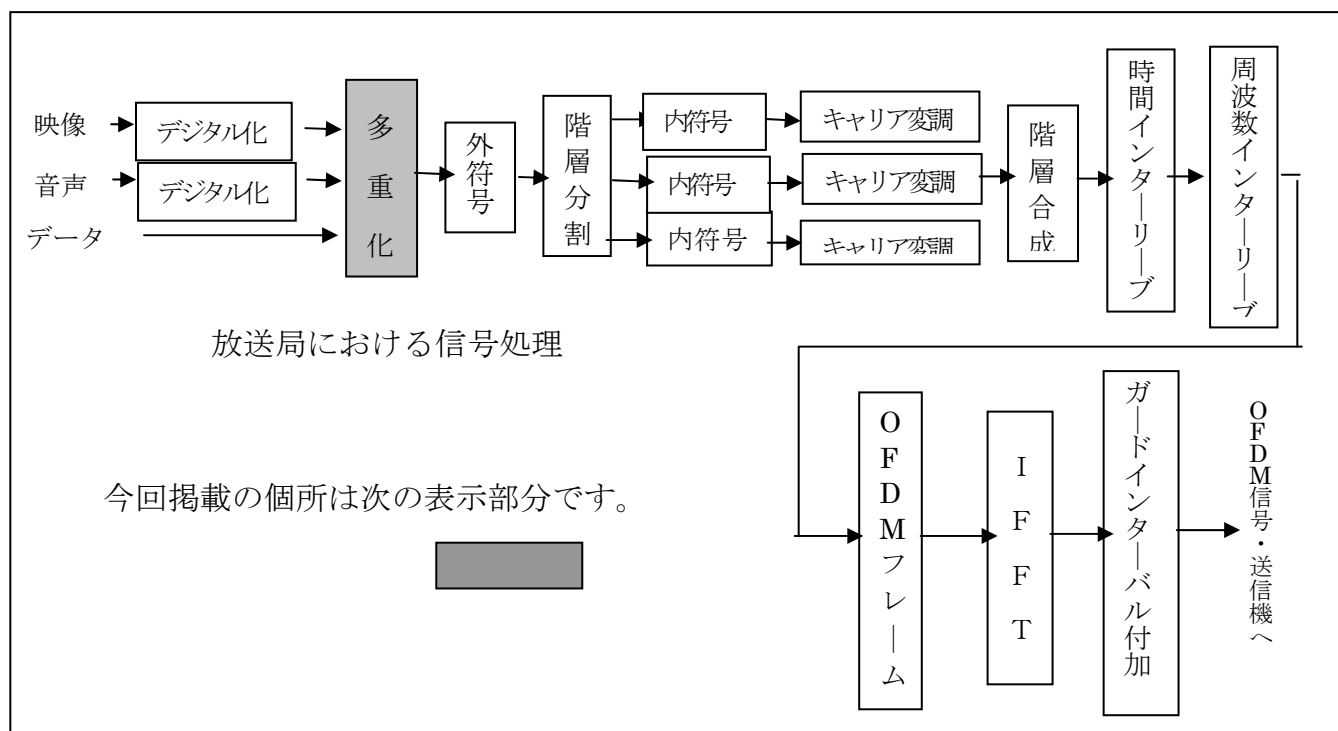 映像
デジタル化
音声
デジタル化
データ
多重化
外符号
階層分割
内符号
キャリア変調
内符号
キャリア変調
内符号
キャリア変調
階層合成
時間インターリーブ
周波数インターリーブ
放送局における信号処理
今回掲載の個所は次の表示部分です。
OFDMフレーム
IFFT
ガードインターバル付加
OFDM信号・送信機へ